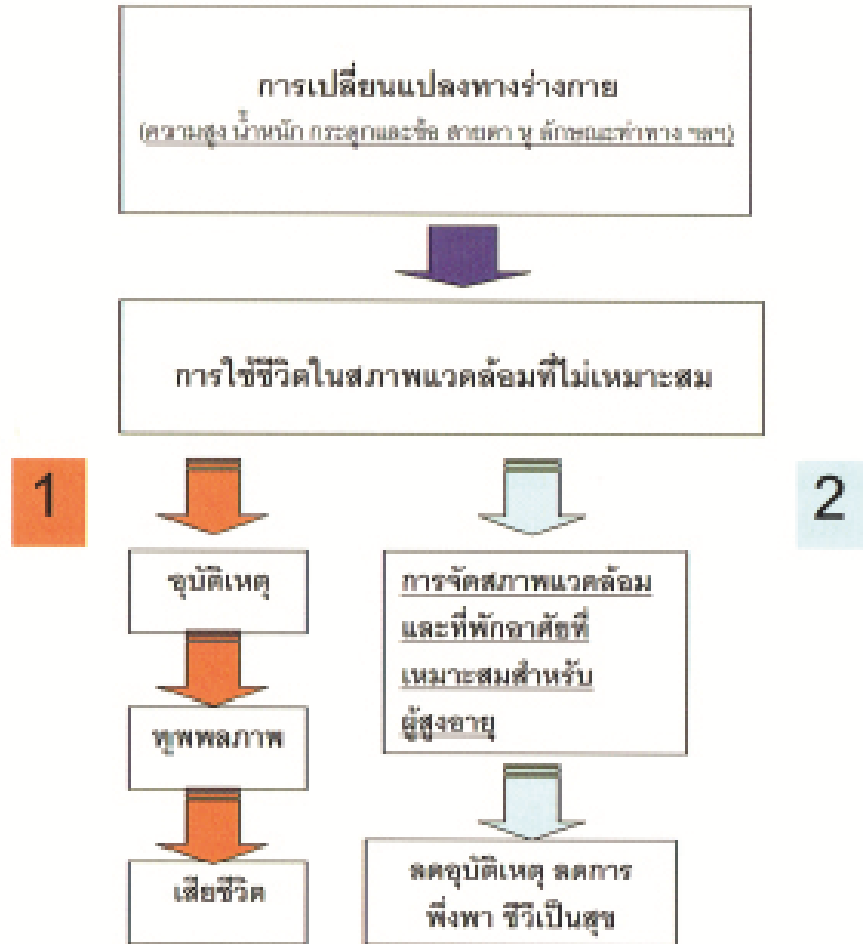 การเปลี่ยนแปลงทางร่างกาย
(ความสูง น้ำหนัก กระดูกและข้อ สายตา หู ลักษณะท่าทาง ฯลฯ)
การใช้ชีวิตในสภาพแวดล้อมที่ไม่เหมาะสม
1
2
อุบัติเหตุ
ทุพพลภาพ
เสียชีวิต
การจัดสภาพแวดล้อม
และที่พักอาศัยที่
เหมาะสมสำหรับ
ผู้สูงอายุ
ลดอุบัติเหตุ ลดการ
พึ่งพา ชีวีเป็นสุข